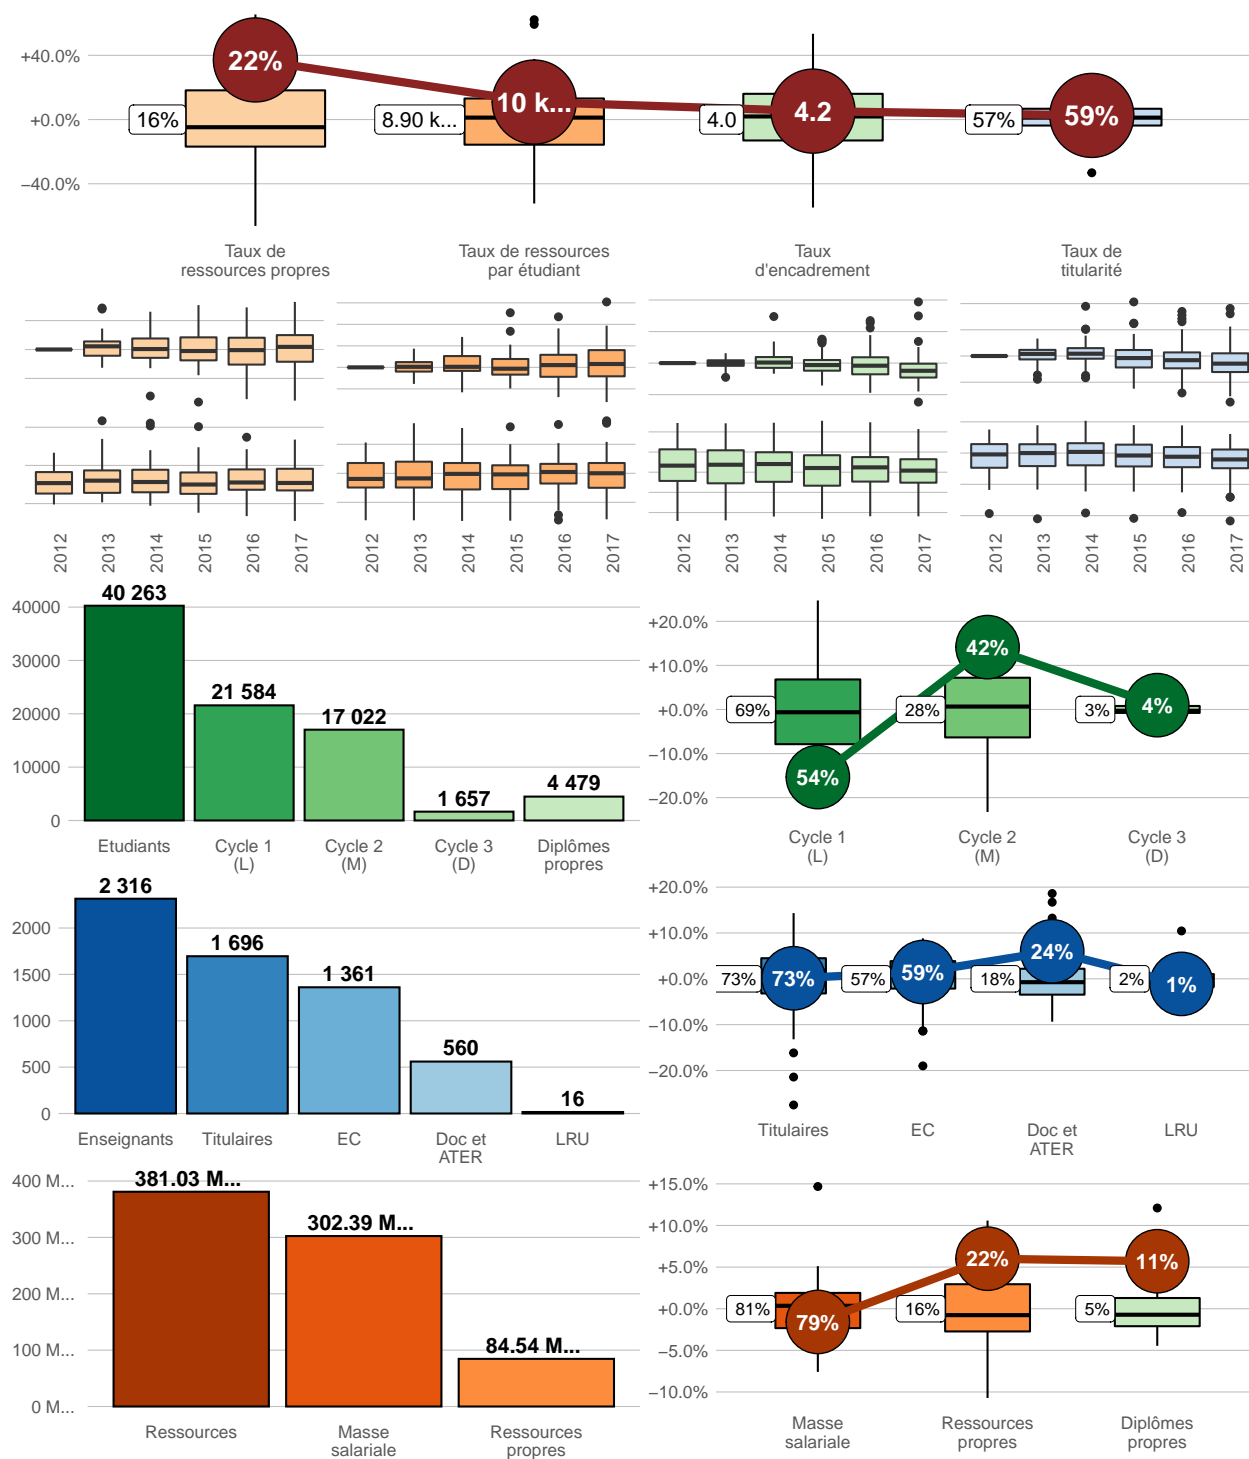 +40.0%
+0.0%
−40.0%
16%
22%
8.90 k...
10 k...
4.0
4.2
57%
59%
Taux de
ressources propres
Taux de ressources
par étudiant
Taux
d'encadrement
Taux de
titularité
2012
2013
2014
2015
2016
2017
2012
2013
2014
2015
2016
2017
2012
2013
2014
2015
2016
2017
2012
2013
2014
2015
2016
2017
40000
30000
20000
10000
0
40 263
21 584
17 022
1 657
4 479
Etudiants
Cycle 1
(L)
Cycle 2
(M)
Cycle 3
(D)
Diplômes
propres
+20.0%
+10.0%
+0.0%
−10.0%
−20.0%
69%
54%
28%
42%
3%
4%
Cycle 1
(L)
Cycle 2
(M)
Cycle 3
(D)
2000
1500
1000
500
0
2 316
1 696
1 361
560
16
Enseignants
Titulaires
EC
Doc et
ATER
LRU
+20.0%
+10.0%
+0.0%
−10.0%
−20.0%
73%
73%
57%
59%
18%
24%
2%
1%
Titulaires
EC
Doc et
ATER
LRU
400 M...
300 M...
200 M...
100 M...
0 M...
381.03 M...
302.39 M...
84.54 M...
Ressources
Masse
salariale
Ressources
propres
+15.0%
+10.0%
+5.0%
+0.0%
−5.0%
−10.0%
81%
79%
16%
22%
5%
11%
Masse
salariale
Ressources
propres
Diplômes
propres